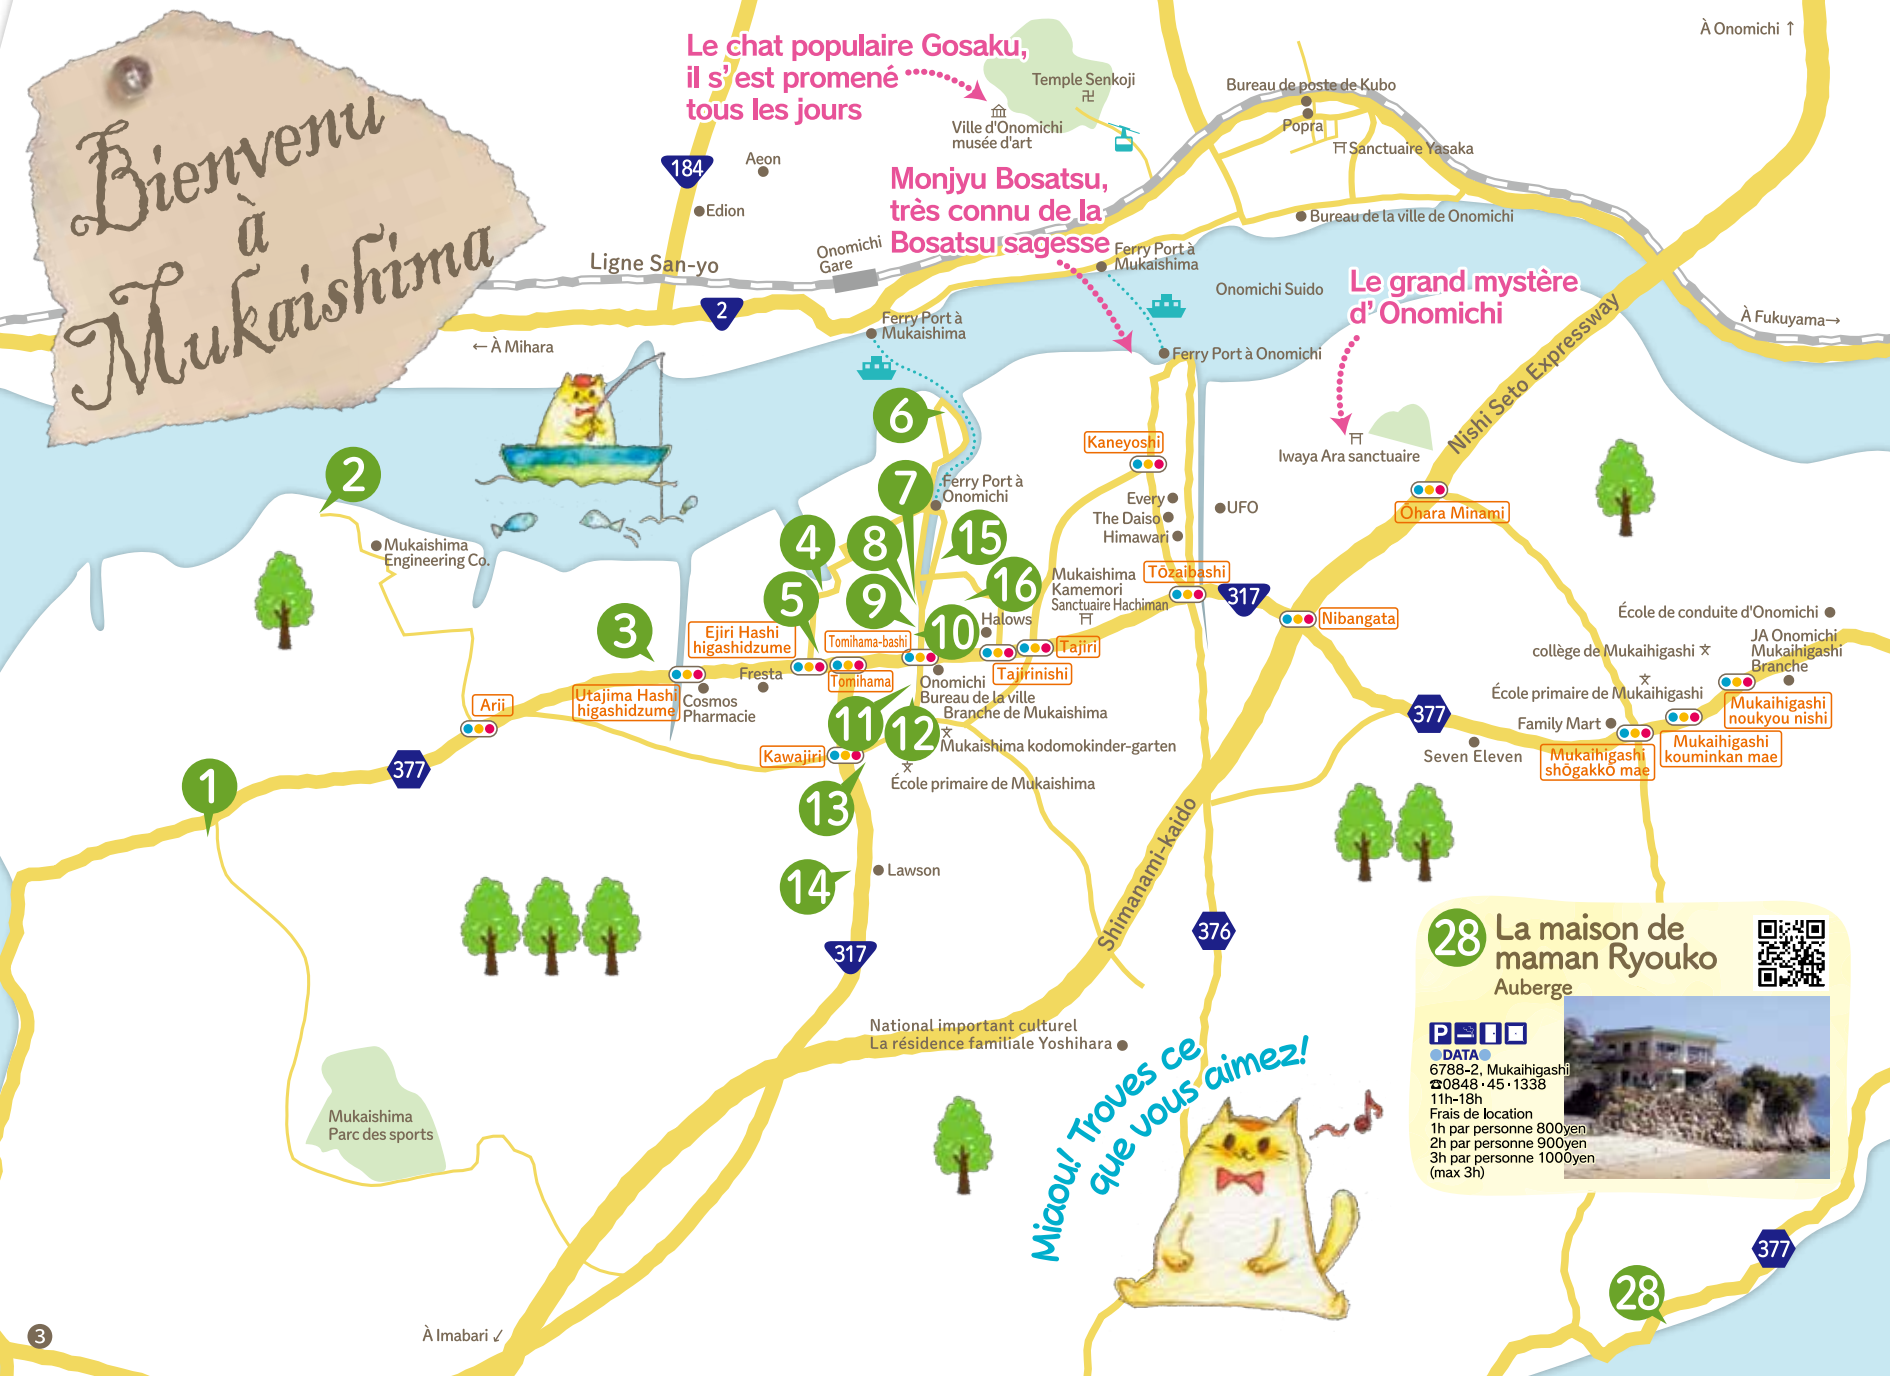 Bienvenu
à
Mukaishima
Le chat populaire Gosaku,
il s' est promené
tous les jours
Temple Senkoji
卍
Ville d'Onomichi
musée d'art
À Onomichi ↑
Bureau de poste de Kubo
Popra
Sanctuaire Yasaka
184
Aeon
Edion
Monjyu Bosatsu,
très connu de la
Bosatsu sagesse
Bureau de la ville de Onomichi
Ligne San-yo
Onomichi
Gare
Ferry Port à
Mukaishima
Onomichi Suido
Le grand mystère
d' Onomichi
2
Ferry Port à
Mukaishima
← À Mihara
À Fukuyama→
Ferry Port à Onomichi
Nishi Seto Expressway
6
Kaneyoshi
Iwaya Ara sanctuaire
2
7
Ferry Port à
Onomichi
Every
The Daiso
Himawari
UFO
Ōhara Minami
Mukaishima
Engineering Co.
4
8
15
5
9
16
Mukaishima
Kamemori
Sanctuaire Hachiman
Tōzaibashi
317
Nibangata
École de conduite d'Onomichi
3
Ejiri Hashi
higashidzume
Tomihama-bashi
10
Halows
Tajiri
Tajirinishi
collège de Mukaihigashi
JA Onomichi
Mukaihigashi
Branche
Fresta
Tomihama
Onomichi
Bureau de la ville
Branche de Mukaishima
École primaire de Mukaihigashi
Utajima Hashi
higashidzume
Cosmos
Pharmacie
Arii
11
12
377
Family Mart
Mukaihigashi
noukyou nishi
Mukaishima kodomokinder-garten
Kawajiri
Seven Eleven
Mukaihigashi
shōgakkō mae
Mukaihigashi
kouminkan mae
377
1
École primaire de Mukaishima
13
14
Lawson
Shimanami-kaido
317
376
28
La maison de
maman Ryouko
Auberge
P
DATA
6788-2, Mukaihigashi
☎0848・45・1338
11h-18h
Frais de location
1h par personne 800yen
2h par personne 900yen
3h par personne 1000yen
(max 3h)
National important culturel
La résidence familiale Yoshihara
Miaou! Troves ce
que vous aimez!
Mukaishima
Parc des sports
377
28
À Imabari ↙
3